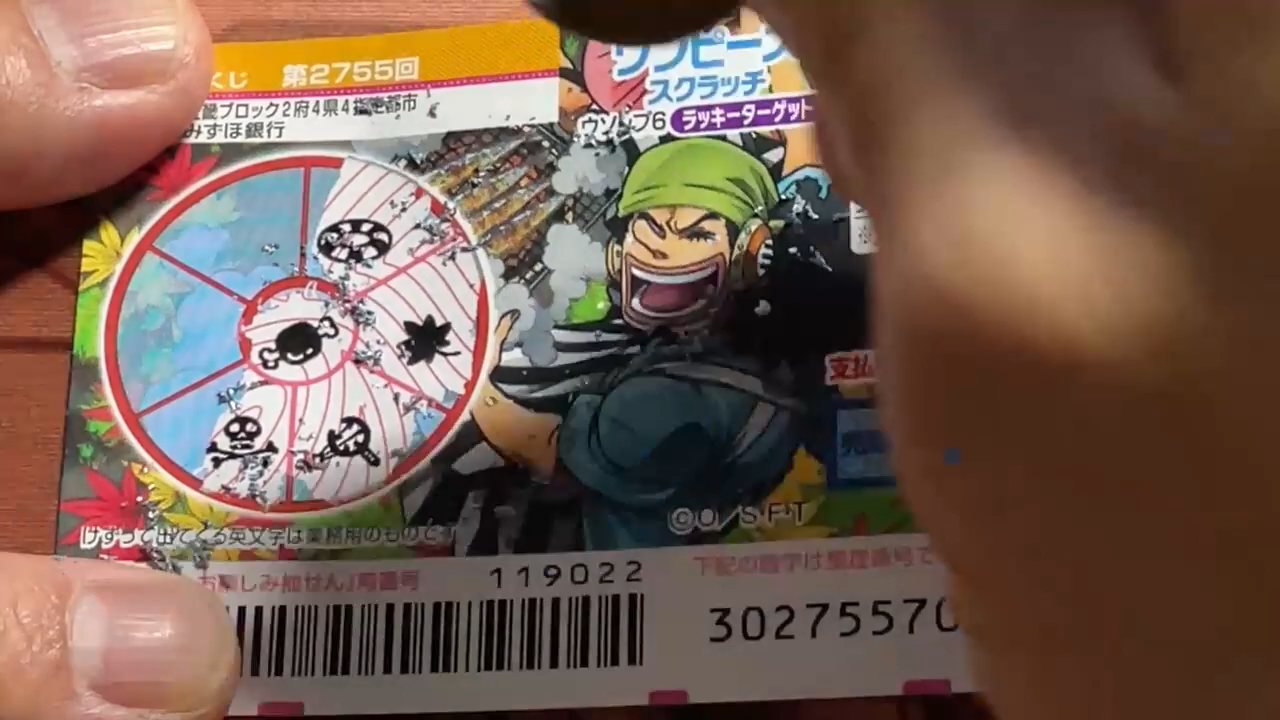 くじ 第2755回
近畿ブロック2府4県4指定都市
みずほ銀行
ワンピース
スクラッチ
ウソップ6 ラッキーターゲット
支払
けずって出てくる英文字は業務用のものです
©O/S・F・T
お楽しみ抽せん」用番号 119022
下記の数字は整理番号で
30275570